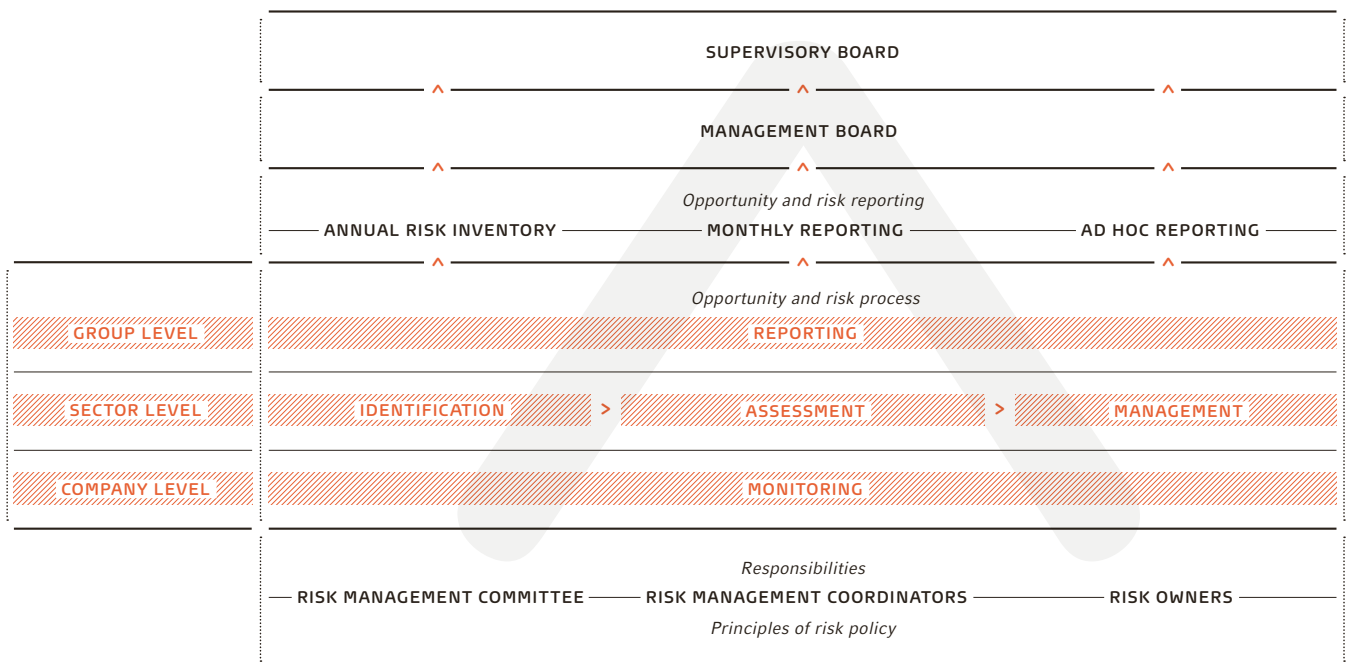 SUPERVISORY BOARD
MANAGEMENT BOARD
Opportunity and risk reporting
ANNUAL RISK INVENTORY MONTHLY REPORTING AD HOC REPORTING
Opportunity and risk process
GROUP LEVEL REPORTING
SECTOR LEVEL IDENTIFICATION > ASSESSMENT > MANAGEMENT
COMPANY LEVEL MONITORING
Responsibilities
RISK MANAGEMENT COMMITTEE RISK MANAGEMENT COORDINATORS RISK OWNERS
Principles of risk policy